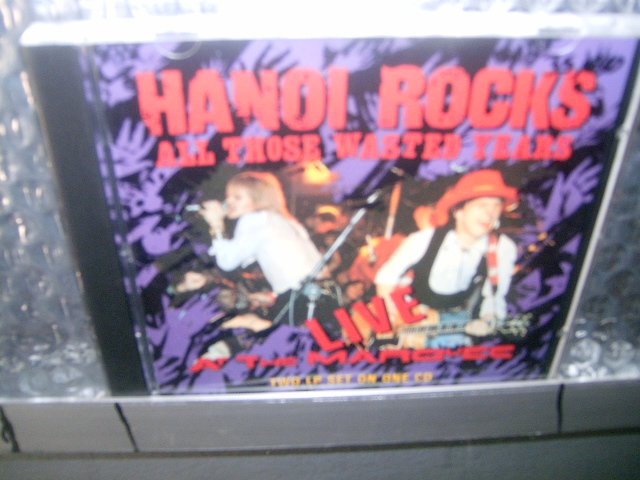 HANOI ROCKS
ALL THOSE WASTED YEARS
LIVE
AT THE MARQUEE
TWO LP SET ON ONE CD